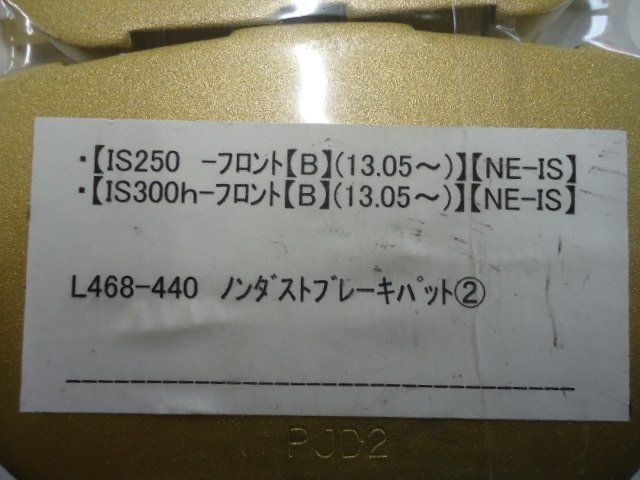 ・【IS250 -フロント【B】(13.05～)】【NE-IS】
・【IS300h-フロント【B】(13.05～)】【NE-IS】
L468-440 ノンダストブレーキパット②
PJD2